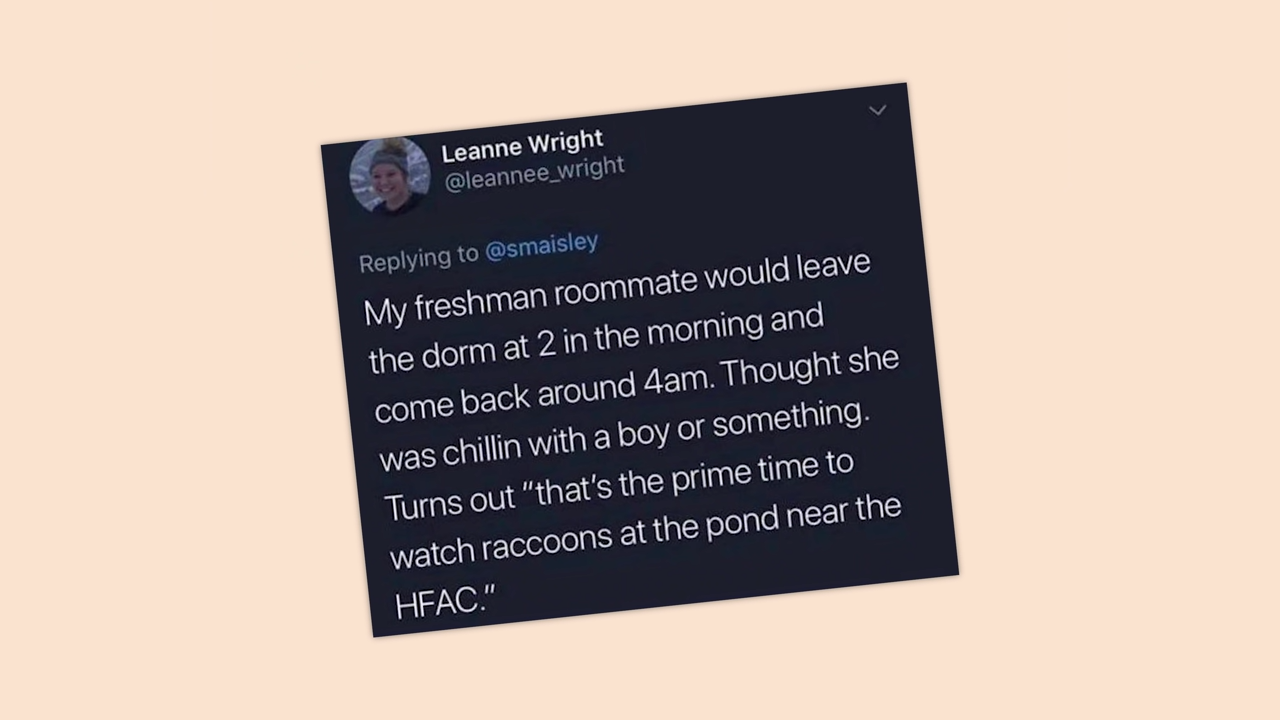 Leanne Wright
@leannee_wright
Replying to @smaisley
My freshman roommate would leave
the dorm at 2 in the morning and
come back around 4am. Thought she
was chillin with a boy or something.
Turns out “that’s the prime time to
watch raccoons at the pond near the
HFAC.”